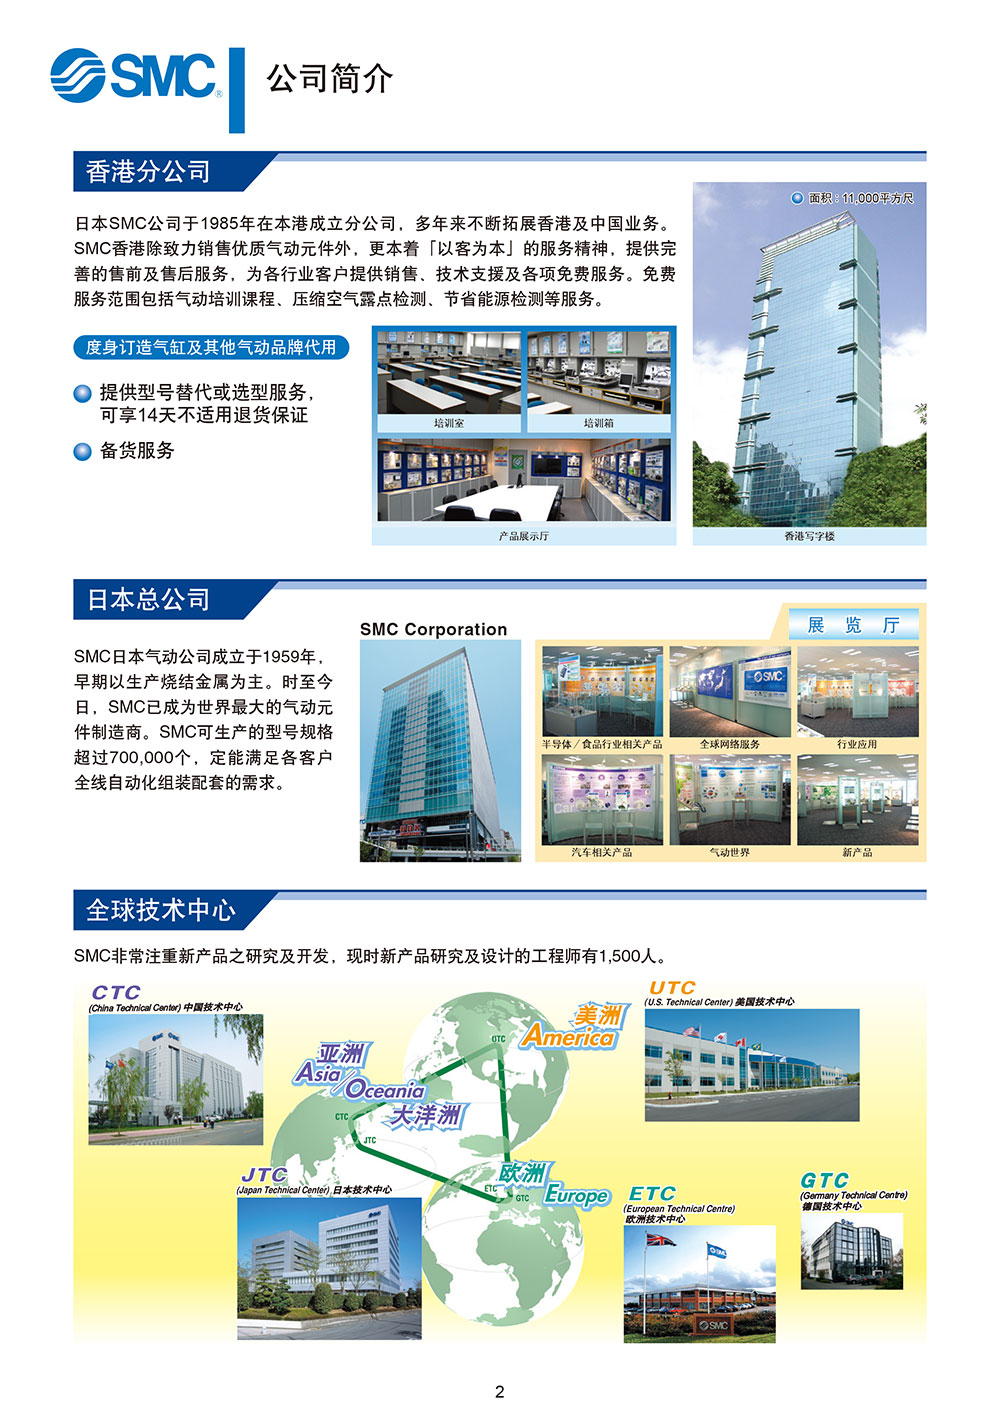 SMC®
公司简介
香港分公司
日本SMC公司于1985年在本港成立分公司，多年来不断拓展香港及中国业务。
SMC香港除致力销售优质气动元件外，更本着「以客为本」的服务精神，提供完
善的售前及售后服务，为各行业客户提供销售、技术支援及各项免费服务。免费
服务范围包括气动培训课程、压缩空气露点检测、节省能源检测等服务。
度身订造气缸及其他气动品牌代用
提供型号替代或选型服务，
可享14天不适用退货保证
备货服务
培训室
培训箱
产品展示厅
面积：11,000平方尺
香港写字楼
日本总公司
SMC日本气动公司成立于1959年，
早期以生产烧结金属为主。时至今
日，SMC已成为世界最大的气动元
件制造商。SMC可生产的型号规格
超过700,000个，定能满足各客户
全线自动化组装配套的需求。
SMC Corporation
展览厅
SMC
半导体／食品行业相关产品
全球网络服务
行业应用
汽车相关产品
气动世界
新产品
全球技术中心
SMC非常注重新产品之研究及开发，现时新产品研究及设计的工程师有1,500人。
CTC
(China Technical Center) 中国技术中心
UTC
(U.S. Technical Center) 美国技术中心
美洲
America
UTC
亚洲
Asia／Oceania
大洋洲
CTC
JTC
JTC
(Japan Technical Center) 日本技术中心
欧洲
Europe
ETC
GTC
ETC
(European Technical Centre)
欧洲技术中心
SMC
SMC
GTC
(Germany Technical Centre)
德国技术中心
2